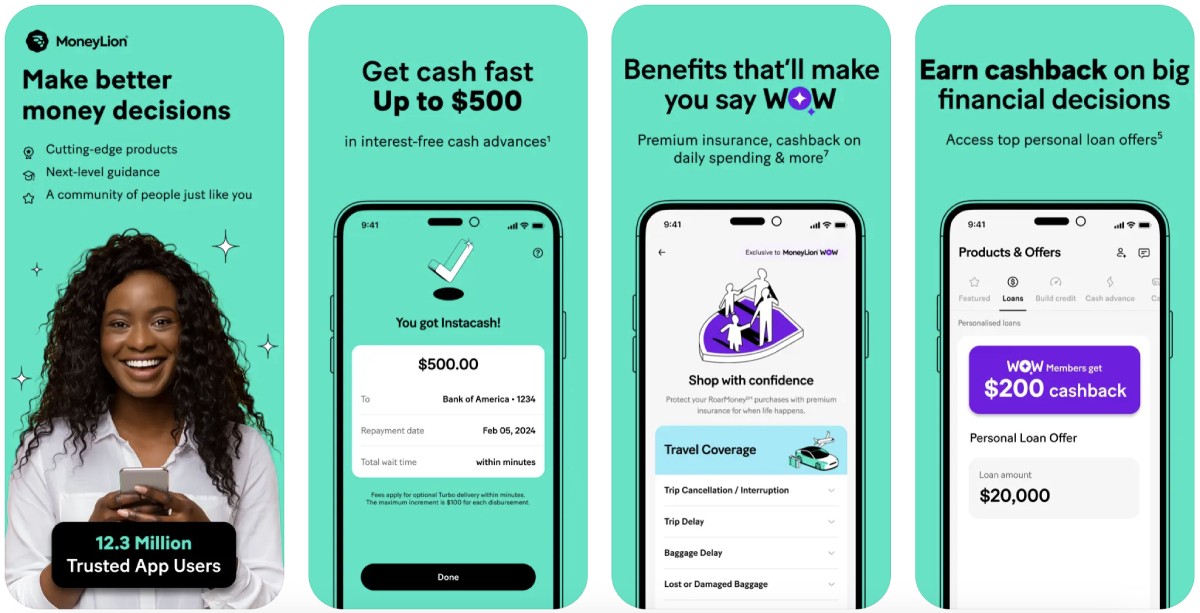 MoneyLion
Make better
money decisions
Cutting-edge products
Next-level guidance
A community of people just like you
12.3 Million
Trusted App Users
Get cash fast
Up to $500
in interest-free cash advances¹
9:41
You got Instacash!
$500.00
To Bank of America • 1234
Repayment date Feb 05, 2024
Total wait time within minutes
Fees apply for optional Turbo delivery within minutes.
The maximum increment is $100 for each disbursement.
Done
Benefits that'll make
you say WOW
Premium insurance, cashback on
daily spending & more⁷
9:41
Exclusive to MoneyLion WOW
Shop with confidence
Protect your RoarMoney℠ purchases with premium
insurance for when life happens.
Travel Coverage
Trip Cancellation / Interruption
Trip Delay
Baggage Delay
Lost or Damaged Baggage
Earn cashback on big
financial decisions
Access top personal loan offers⁵
9:41
Products & Offers
Featured Loans Build credit Cash advance Ca
Personalised loans
WOW Members get
$200 cashback
Personal Loan Offer
Loan amount
$20,000